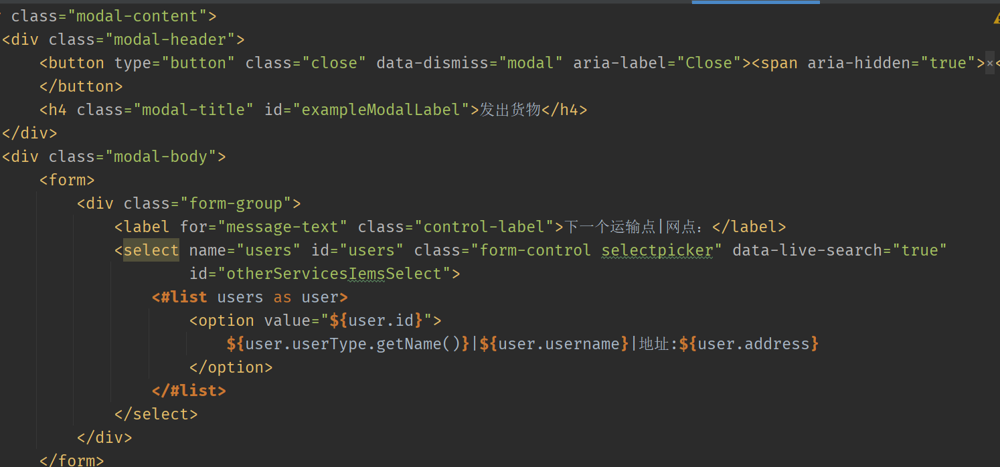 class="modal-content">
<div class="modal-header">
<button type="button" class="close" data-dismiss="modal" aria-label="Close"><span aria-hidden="true">×<
</button>
<h4 class="modal-title" id="exampleModalLabel">发出货物</h4>
</div>
<div class="modal-body">
<form>
<div class="form-group">
<label for="message-text" class="control-label">下一个运输点|网点：</label>
<select name="users" id="users" class="form-control selectpicker" data-live-search="true"
id="otherServicesIemsSelect">
<#list users as user>
<option value="${user.id}">
${user.userType.getName()}|${user.username}|地址:${user.address}
</option>
</#list>
</select>
</div>
</form>